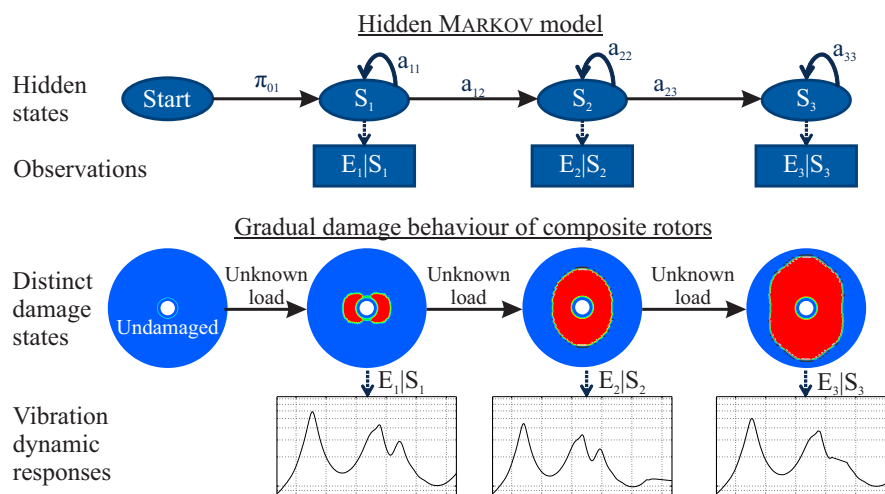 Hidden MARKOV model
Hidden states
Start
π₀₁
S₁
a₁₁
a₁₂
S₂
a₂₂
a₂₃
S₃
a₃₃
Observations
E₁|S₁
E₂|S₂
E₃|S₃
Gradual damage behaviour of composite rotors
Distinct damage states
Undamaged
Unknown load
Unknown load
Unknown load
E₁|S₁
E₂|S₂
E₃|S₃
Vibration dynamic responses